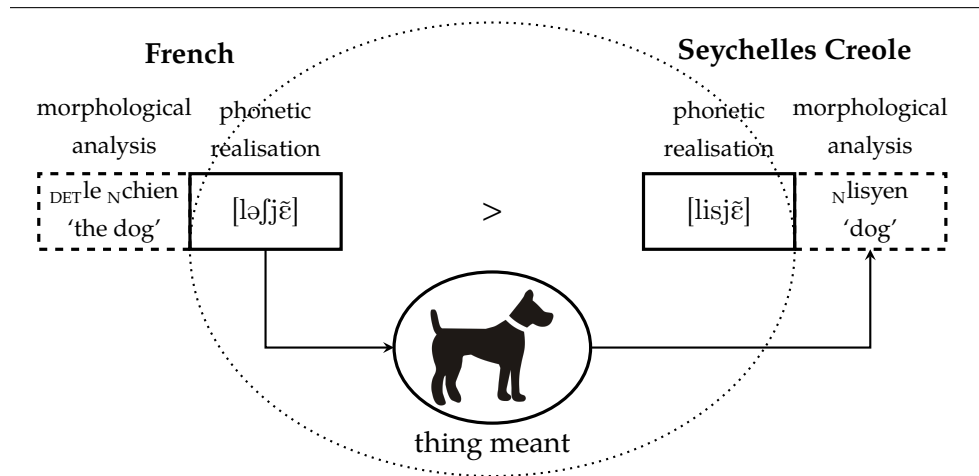 French
Seychelles Creole
morphological
analysis
phonetic
realisation
phonetic
realisation
morphological
analysis
DETle Nchien
‘the dog’
[ləʃjɛ̃]
>
[lisjɛ̃]
Nlisyen
‘dog’
thing meant